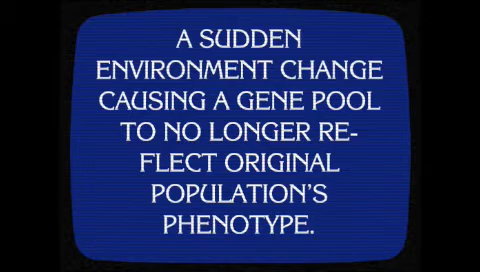 A SUDDEN
ENVIRONMENT CHANGE
CAUSING A GENE POOL
TO NO LONGER RE-
FLECT ORIGINAL
POPULATION'S
PHENOTYPE.